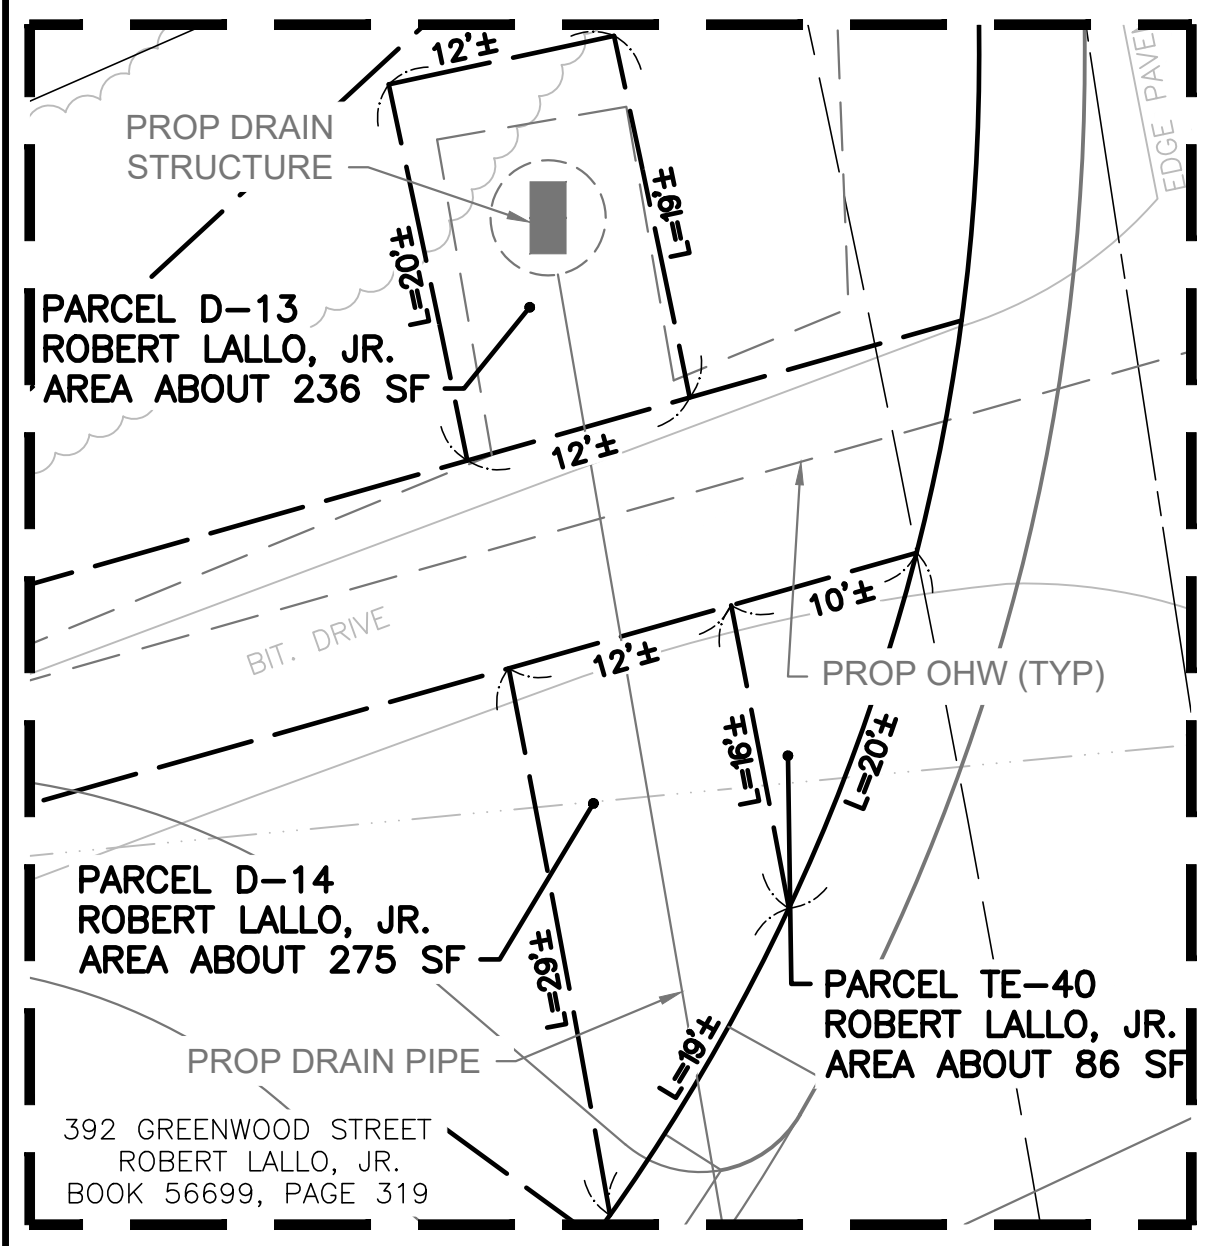 12'±
EDGE PAVE
PROP DRAIN
STRUCTURE
L=19'±
L=20'±
PARCEL D-13
ROBERT LALLO, JR.
AREA ABOUT 236 SF
12'±
10'±
BIT. DRIVE
12'±
PROP OHW (TYP)
L=16'±
L=20'±
PARCEL D-14
ROBERT LALLO, JR.
AREA ABOUT 275 SF
L=29'±
PARCEL TE-40
ROBERT LALLO, JR.
AREA ABOUT 86 SF
L=19'±
PROP DRAIN PIPE
392 GREENWOOD STREET
ROBERT LALLO, JR.
BOOK 56699, PAGE 319